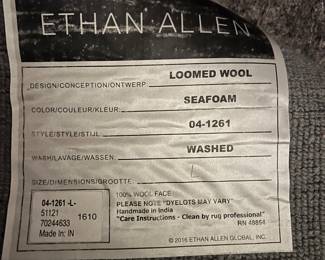 ETHAN ALLEN
DESIGN/CONCEPTION/ONTWERP: LOOMED WOOL
COLOR/COULEUR/KLEUR: SEAFOAM
STYLE/STYLE/STIJL 04-1261
WASH/LAVAGE/WASSEN: WASHED
SIZE/DIMENSIONS/GROOTTE:
100% WOOL FACE
PLEASE NOTE "DYELOTS MAY VARY"
Handmade in India
"Care Instructions - Clean by rug professional"
RN 48864
04-1261 -L-
51121
1610
70244633
Made In: IN
© 2016 ETHAN ALLEN GLOBAL, INC.